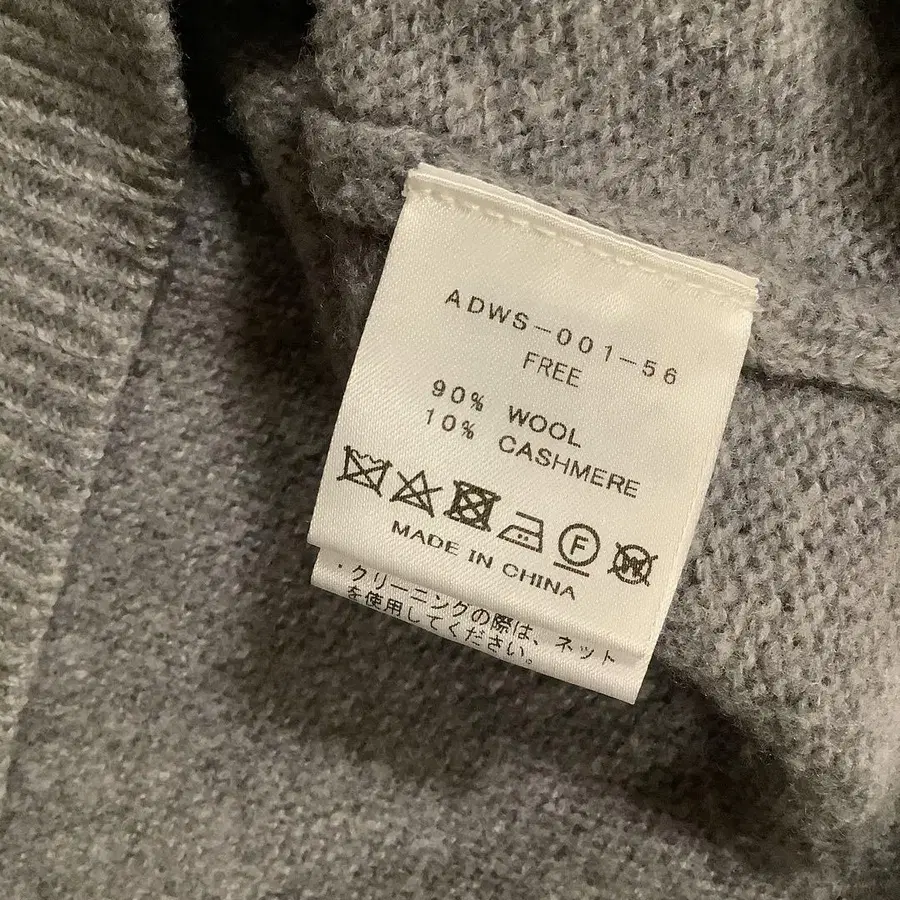 ADWS-001-56
FREE
90% WOOL
10% CASHMERE
F W
MADE IN CHINA
・クリーニングの際は、ネット
を使用してください。